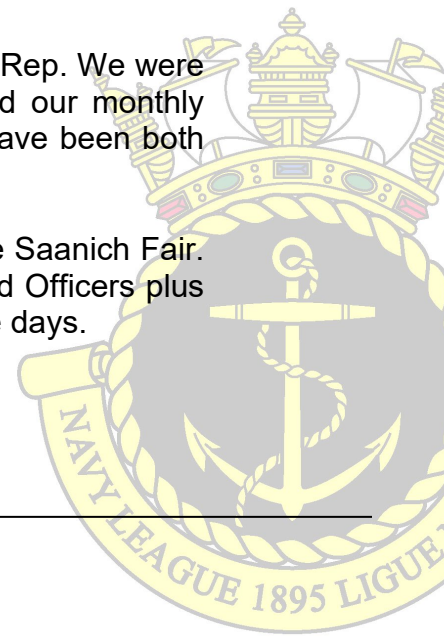 Rep. We were
d our monthly
ave been both
e Saanich Fair.
d Officers plus
e days.
NAVY LEAGUE 1895 LIGUE